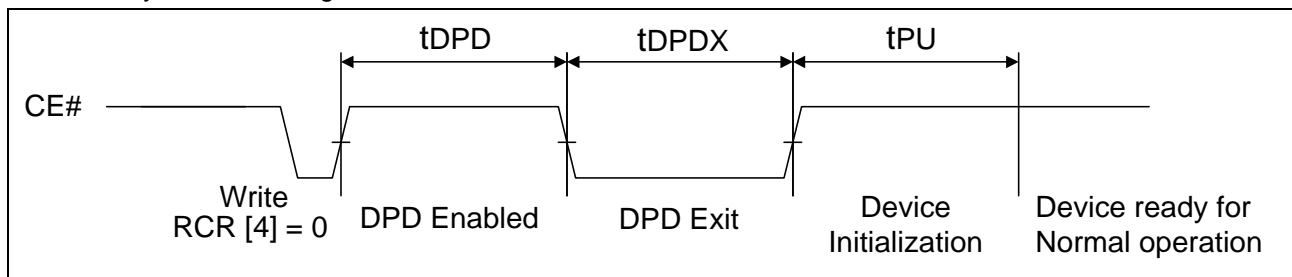 tDPD
tDPDX
tPU
CE#
Write
RCR [4] = 0
DPD Enabled
DPD Exit
Device
Initialization
Device ready for
Normal operation